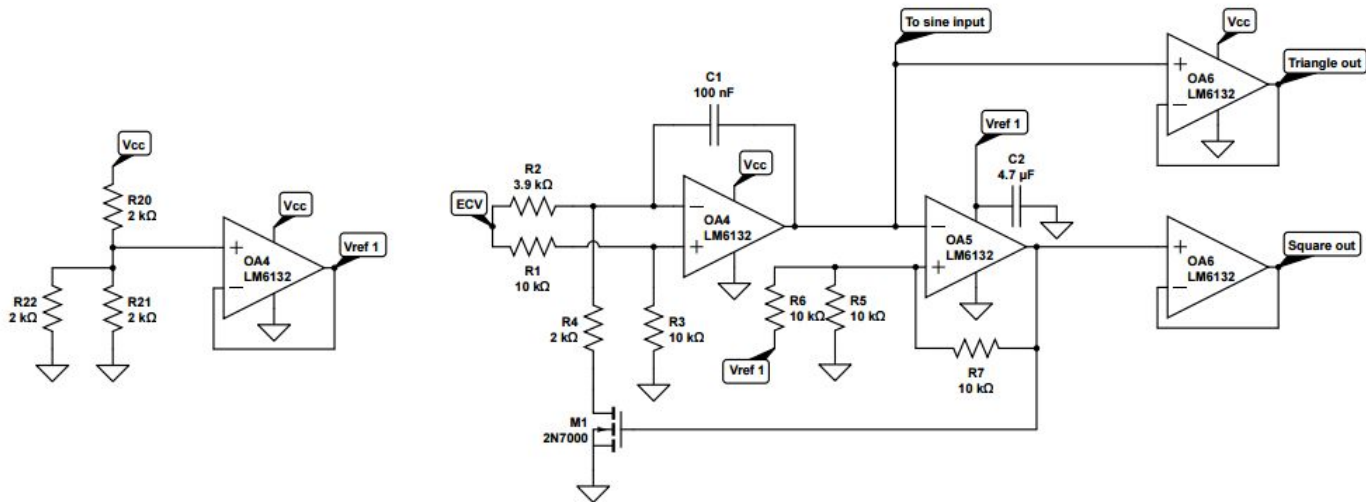 Vcc
R20
2 kΩ
Vcc
+
OA4
LM6132
−
Vref 1
R22
2 kΩ
R21
2 kΩ
ECV
R2
3.9 kΩ
R1
10 kΩ
C1
100 nF
Vcc
−
OA4
LM6132
+
R4
2 kΩ
R3
10 kΩ
M1
2N7000
To sine input
Vref 1
C2
4.7 µF
−
OA5
LM6132
+
R6
10 kΩ
R5
10 kΩ
Vref 1
R7
10 kΩ
Vcc
+
OA6
LM6132
−
Triangle out
+
OA6
LM6132
−
Square out